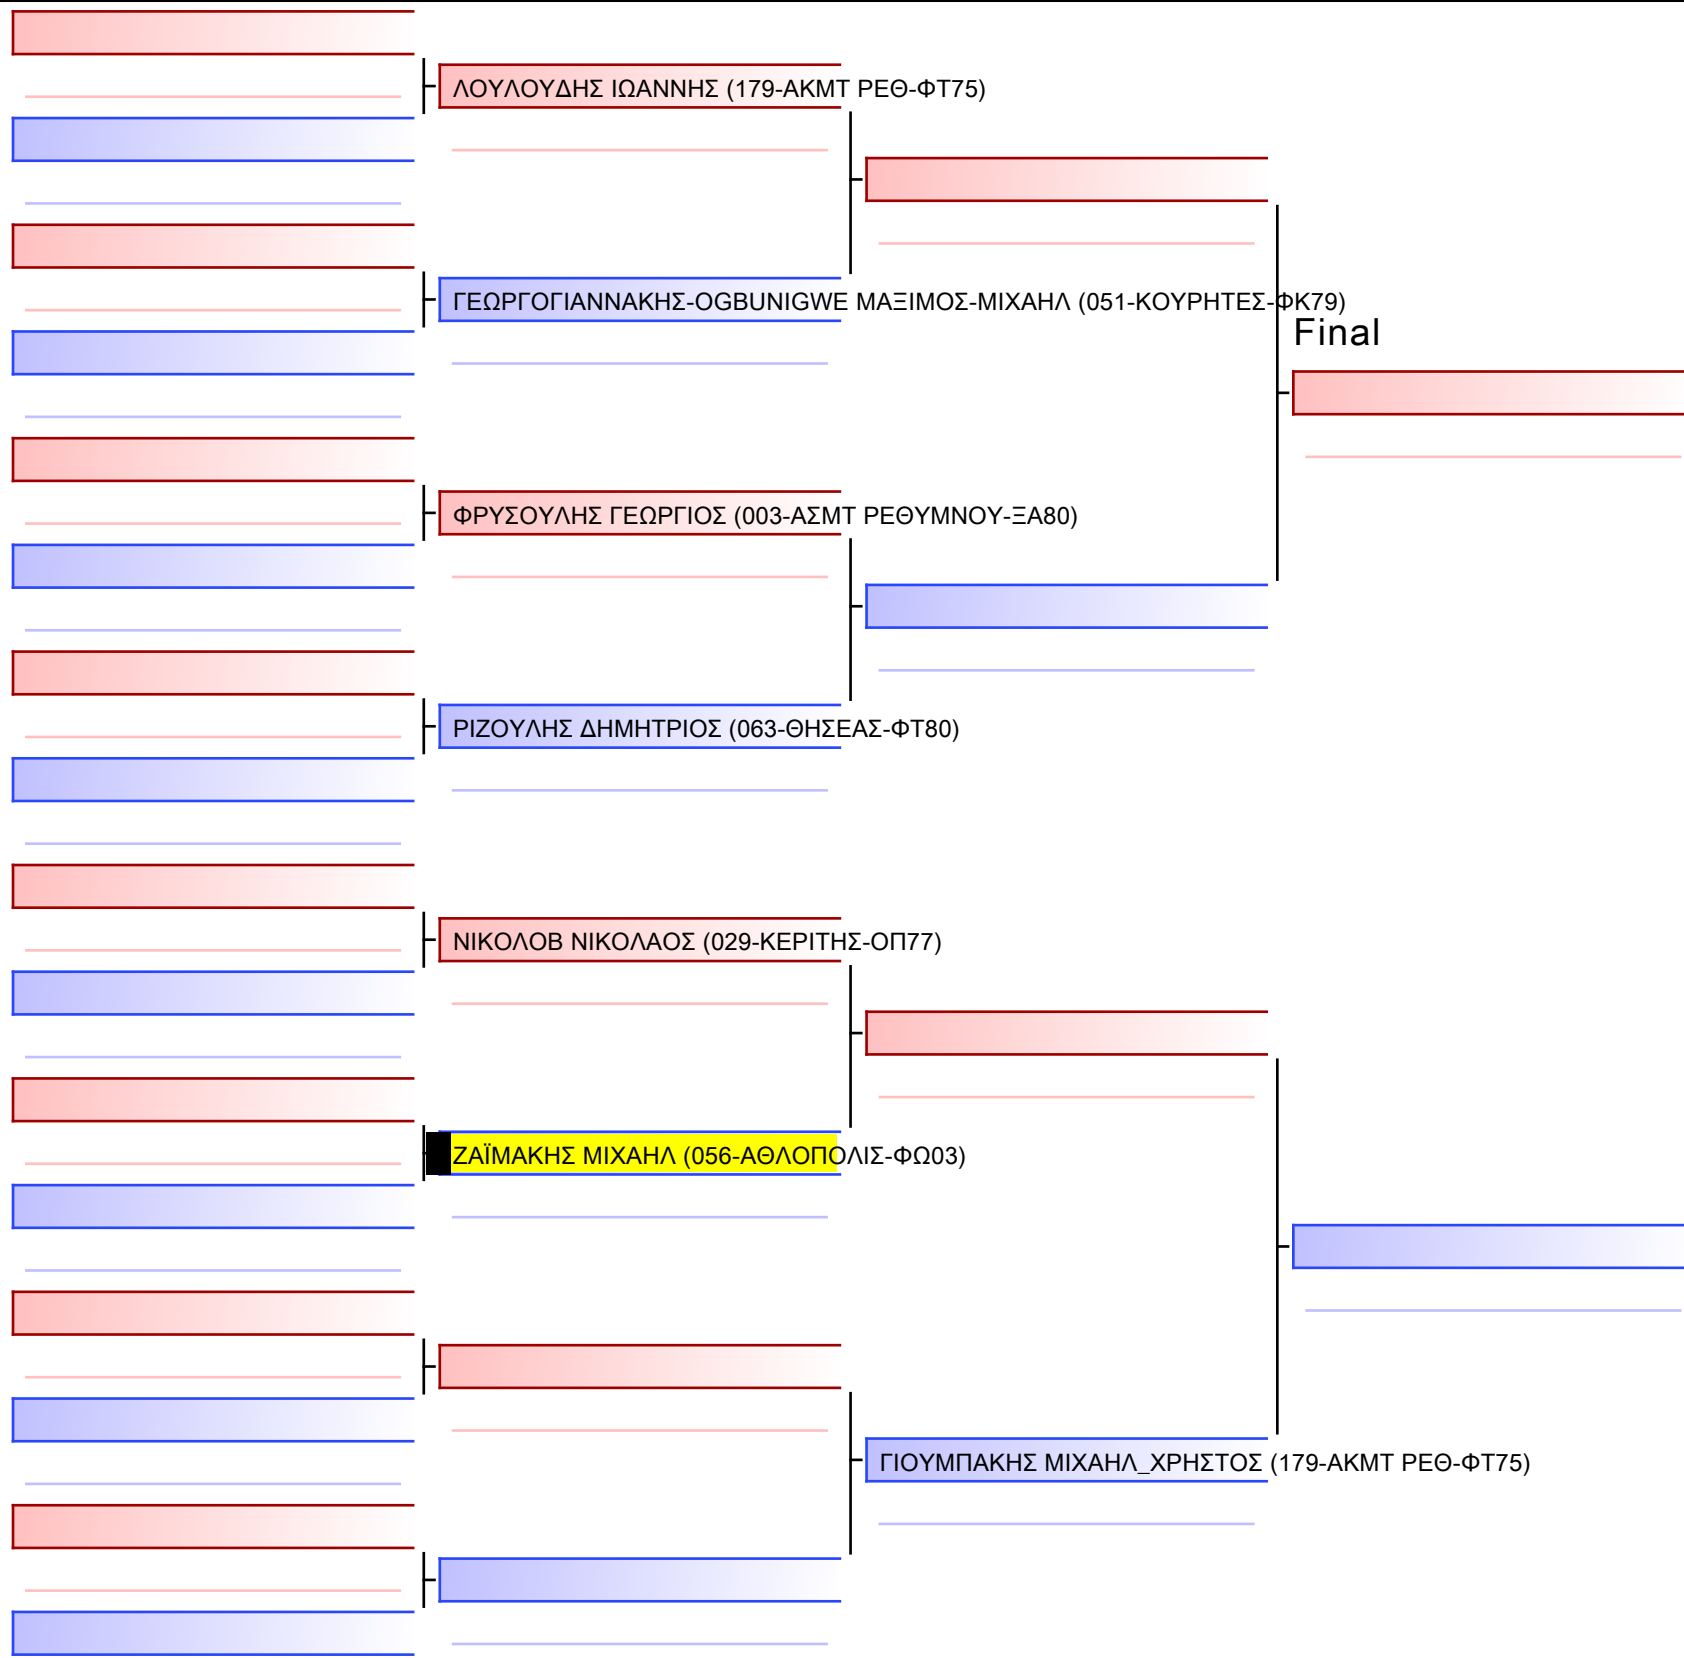 ΛΟΥΛΟΥΔΗΣ ΙΩΑΝΝΗΣ (179-ΑΚΜΤ ΡΕΘ-ΦΤ75)
ΓΕΩΡΓΟΓΙΑΝΝΑΚΗΣ-OGBUNIGWE ΜΑΞΙΜΟΣ-ΜΙΧΑΗΛ (051-ΚΟΥΡΗΤΕΣ-ΦΚ79)
Final
ΦΡΥΣΟΥΛΗΣ ΓΕΩΡΓΙΟΣ (003-ΑΣΜΤ ΡΕΘΥΜΝΟΥ-ΞΑ80)
ΡΙΖΟΥΛΗΣ ΔΗΜΗΤΡΙΟΣ (063-ΘΗΣΕΑΣ-ΦΤ80)
ΝΙΚΟΛΟΒ ΝΙΚΟΛΑΟΣ (029-ΚΕΡΙΤΗΣ-ΟΠ77)
ΖΑΪΜΑΚΗΣ ΜΙΧΑΗΛ (056-ΑΘΛΟΠΟΛΙΣ-ΦΩ03)
ΓΙΟΥΜΠΑΚΗΣ ΜΙΧΑΗΛ_ΧΡΗΣΤΟΣ (179-ΑΚΜΤ ΡΕΘ-ΦΤ75)